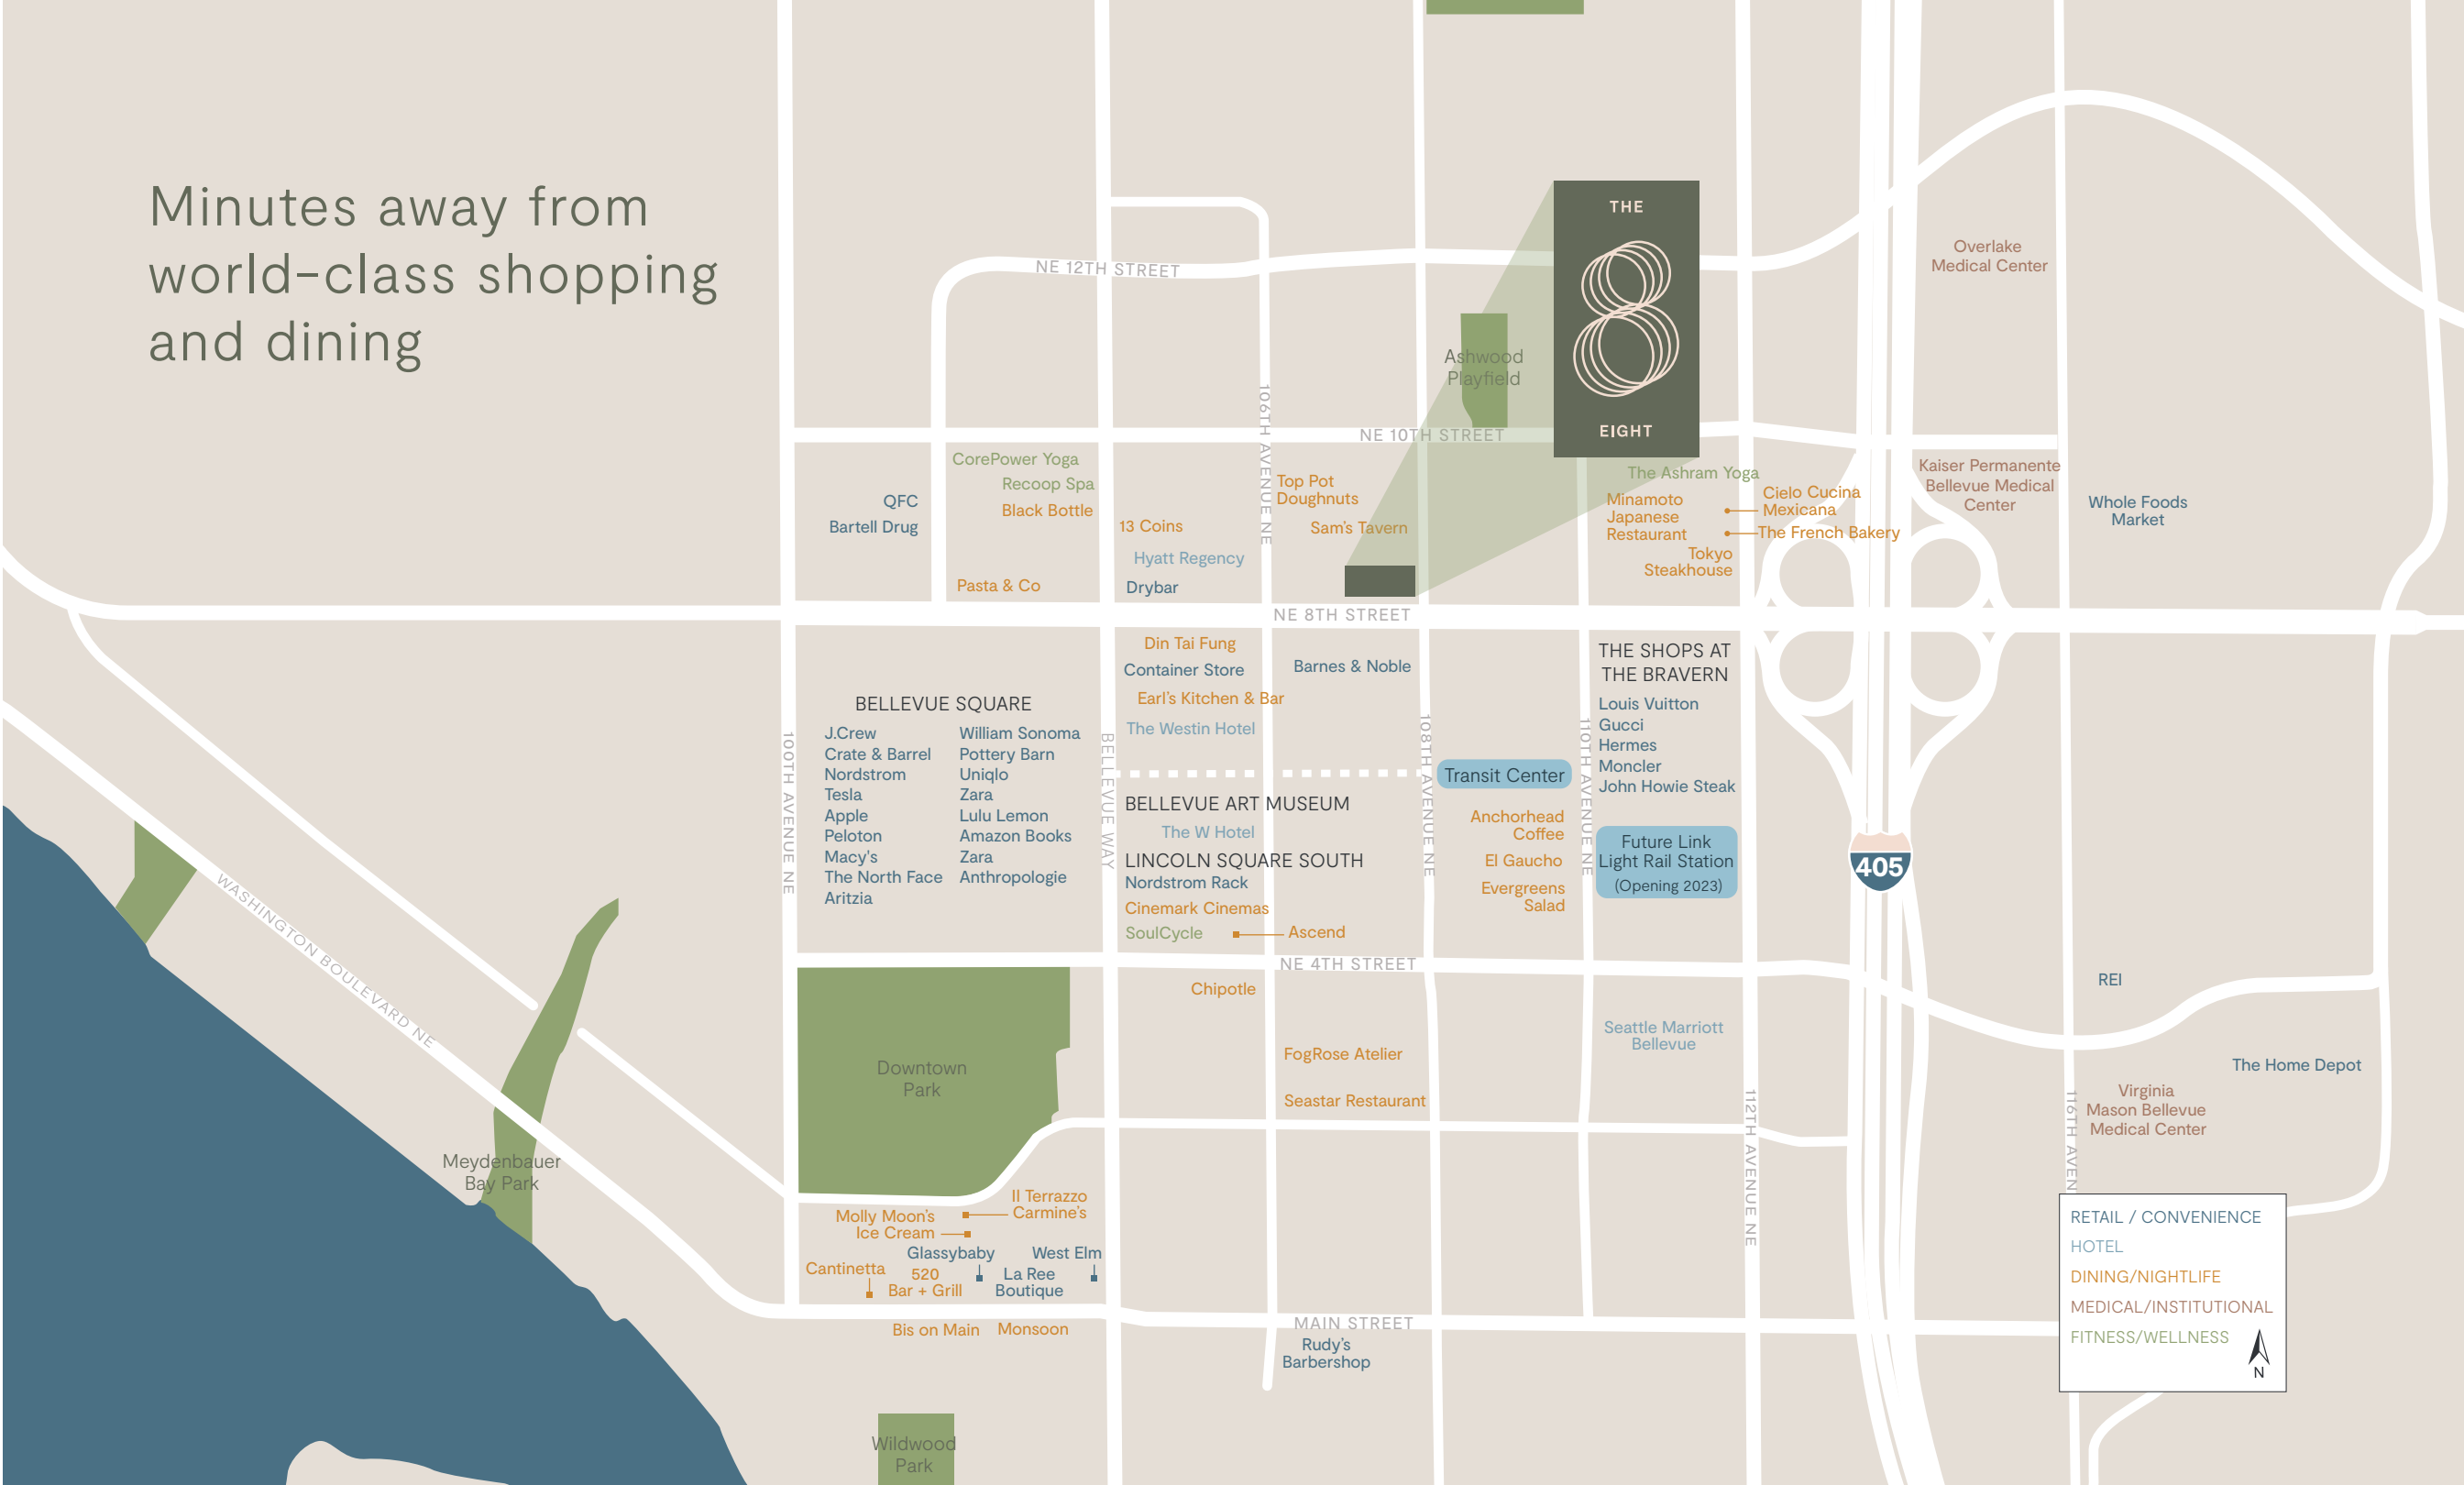 Minutes away from
world-class shopping
and dining
THE
8
EIGHT
Overlake
Medical Center
NE 12TH STREET
Ashwood
Playfield
106TH AVENUE NE
NE 10TH STREET
CorePower Yoga
Recoop Spa
Black Bottle
QFC
Bartell Drug
Pasta & Co
13 Coins
Hyatt Regency
Drybar
Top Pot
Doughnuts
Sam's Tavern
The Ashram Yoga
Minamoto
Japanese
Restaurant
Cielo Cucina
Mexicana
The French Bakery
Tokyo
Steakhouse
Kaiser Permanente
Bellevue Medical
Center
Whole Foods
Market
NE 8TH STREET
Din Tai Fung
Container Store
Earl's Kitchen & Bar
The Westin Hotel
Barnes & Noble
THE SHOPS AT
THE BRAVERN
Louis Vuitton
Gucci
Hermes
Moncler
John Howie Steak
BELLEVUE SQUARE
J.Crew
Crate & Barrel
Nordstrom
Tesla
Apple
Peloton
Macy's
The North Face
Aritzia
William Sonoma
Pottery Barn
Uniqlo
Zara
Lulu Lemon
Amazon Books
Zara
Anthropologie
100TH AVENUE NE
BELLEVUE WAY
108TH AVENUE NE
110TH AVENUE NE
Transit Center
BELLEVUE ART MUSEUM
The W Hotel
LINCOLN SQUARE SOUTH
Nordstrom Rack
Cinemark Cinemas
SoulCycle
Ascend
Anchorhead
Coffee
El Gaucho
Evergreens
Salad
Future Link
Light Rail Station
(Opening 2023)
405
WASHINGTON BOULEVARD NE
NE 4TH STREET
Chipotle
REI
Seattle Marriott
Bellevue
FogRose Atelier
Seastar Restaurant
Downtown
Park
The Home Depot
Virginia
Mason Bellevue
Medical Center
112TH AVENUE NE
116TH AVEN
Meydenbauer
Bay Park
Il Terrazzo
Carmine's
Molly Moon's
Ice Cream
Glassybaby
West Elm
Cantinetta
520
Bar + Grill
La Ree
Boutique
Bis on Main
Monsoon
MAIN STREET
Rudy's
Barbershop
Wildwood
Park
RETAIL / CONVENIENCE
HOTEL
DINING/NIGHTLIFE
MEDICAL/INSTITUTIONAL
FITNESS/WELLNESS
N